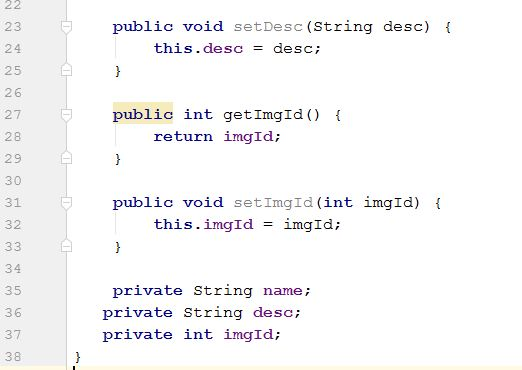 22
23 public void setDesc(String desc) {
24 this.desc = desc;
25 }
26
27 public int getImgId() {
28 return imgId;
29 }
30
31 public void setImgId(int imgId) {
32 this.imgId = imgId;
33 }
34
35 private String name;
36 private String desc;
37 private int imgId;
38 }